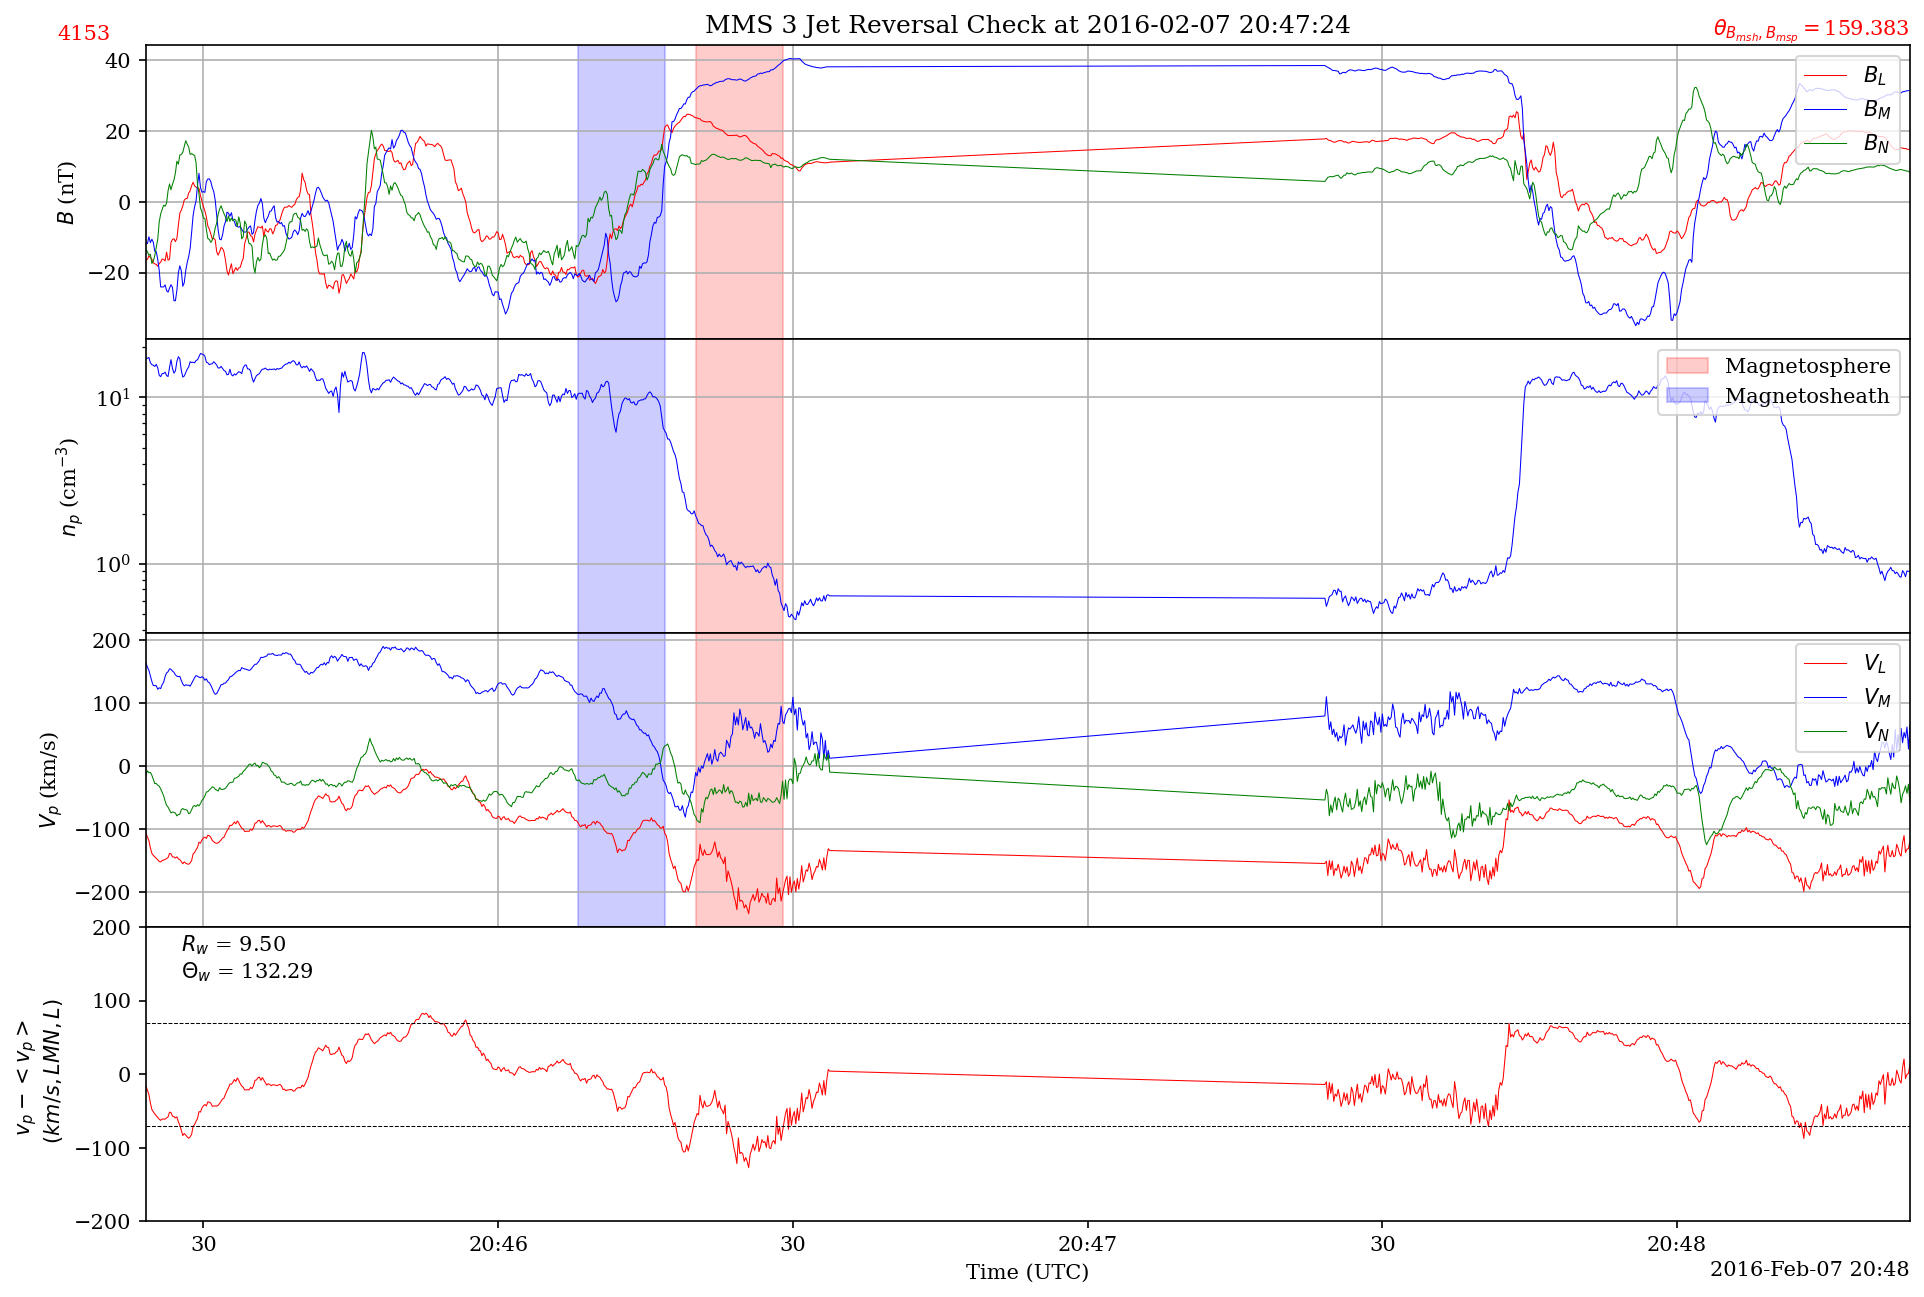 4153
MMS 3 Jet Reversal Check at 2016-02-07 20:47:24
θ_{B_{msh}, B_{msp}} = 159.383
40
20
0
−20
B (nT)
B_L
B_M
B_N
10^1
10^0
n_p (cm^{−3})
Magnetosphere
Magnetosheath
200
100
0
−100
−200
V_p (km/s)
V_L
V_M
V_N
200
100
0
−100
−200
v_p − < v_p >
(km/s, LMN, L)
R_w = 9.50
Θ_w = 132.29
30
20:46
30
20:47
30
20:48
Time (UTC)
2016-Feb-07 20:48